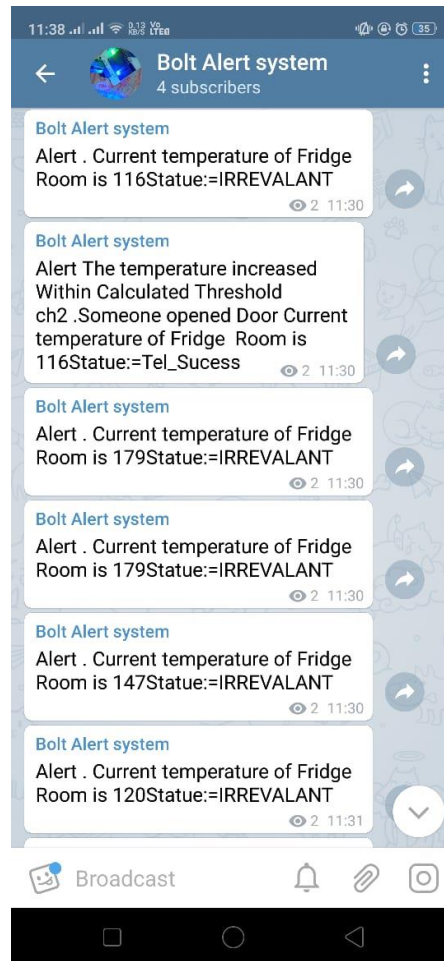 11:38 0.13 KB/S Vo LTE 35
Bolt Alert system
4 subscribers
Bolt Alert system
Alert . Current temperature of Fridge
Room is 116Statue:=IRREVALANT
2 11:30
Bolt Alert system
Alert The temperature increased
Within Calculated Threshold
ch2 .Someone opened Door Current
temperature of Fridge Room is
116Statue:=Tel_Sucess
2 11:30
Bolt Alert system
Alert . Current temperature of Fridge
Room is 179Statue:=IRREVALANT
2 11:30
Bolt Alert system
Alert . Current temperature of Fridge
Room is 179Statue:=IRREVALANT
2 11:30
Bolt Alert system
Alert . Current temperature of Fridge
Room is 147Statue:=IRREVALANT
2 11:30
Bolt Alert system
Alert . Current temperature of Fridge
Room is 120Statue:=IRREVALANT
2 11:31
Broadcast